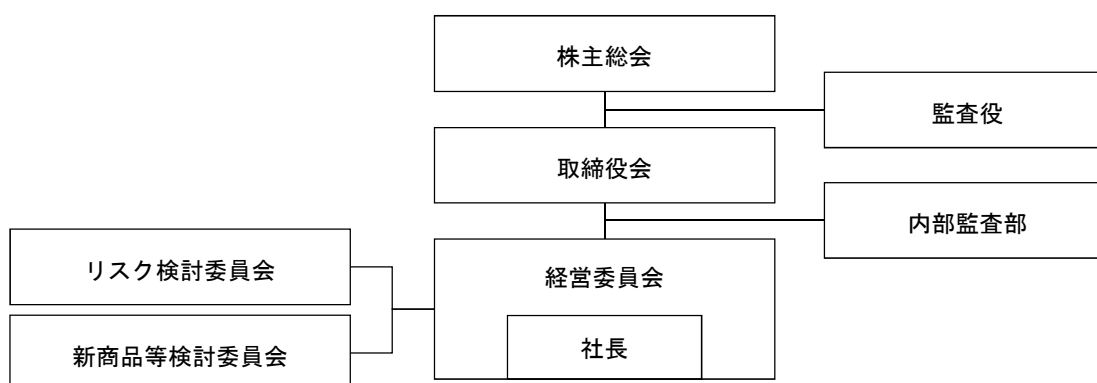 株主総会
監査役
取締役会
内部監査部
リスク検討委員会
経営委員会
新商品等検討委員会
社長